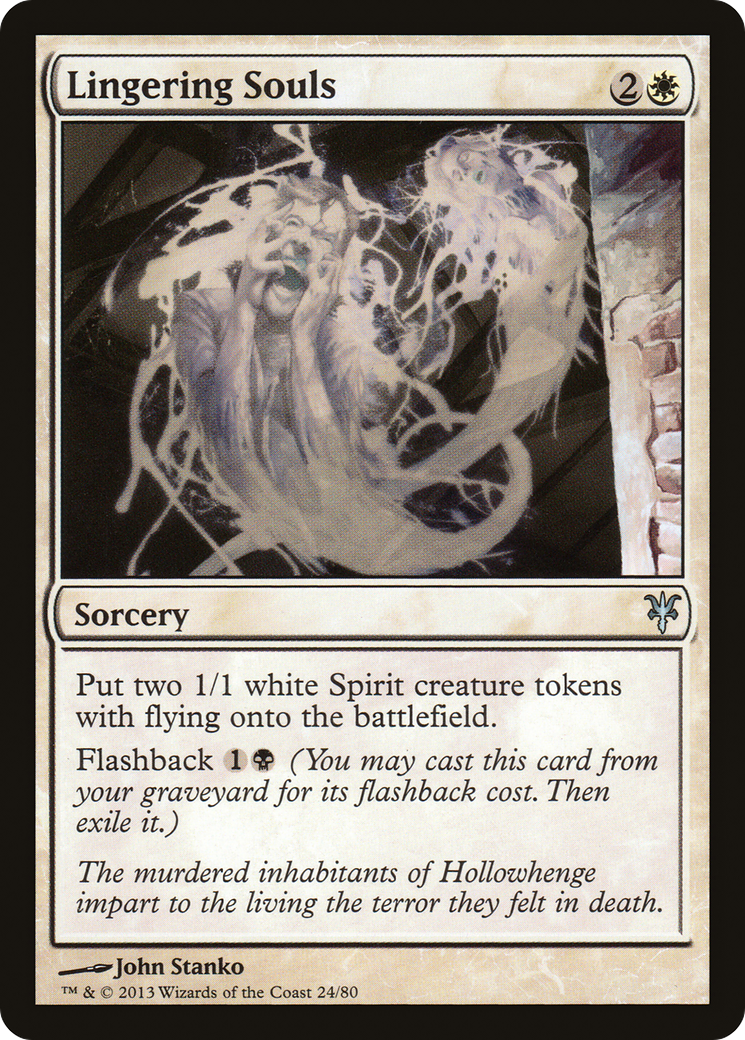 Lingering Souls 2
Sorcery
Put two 1/1 white Spirit creature tokens
with flying onto the battlefield.
Flashback 1 (You may cast this card from
your graveyard for its flashback cost. Then
exile it.)
The murdered inhabitants of Hollowhenge
impart to the living the terror they felt in death.
John Stanko
™ & © 2013 Wizards of the Coast 24/80